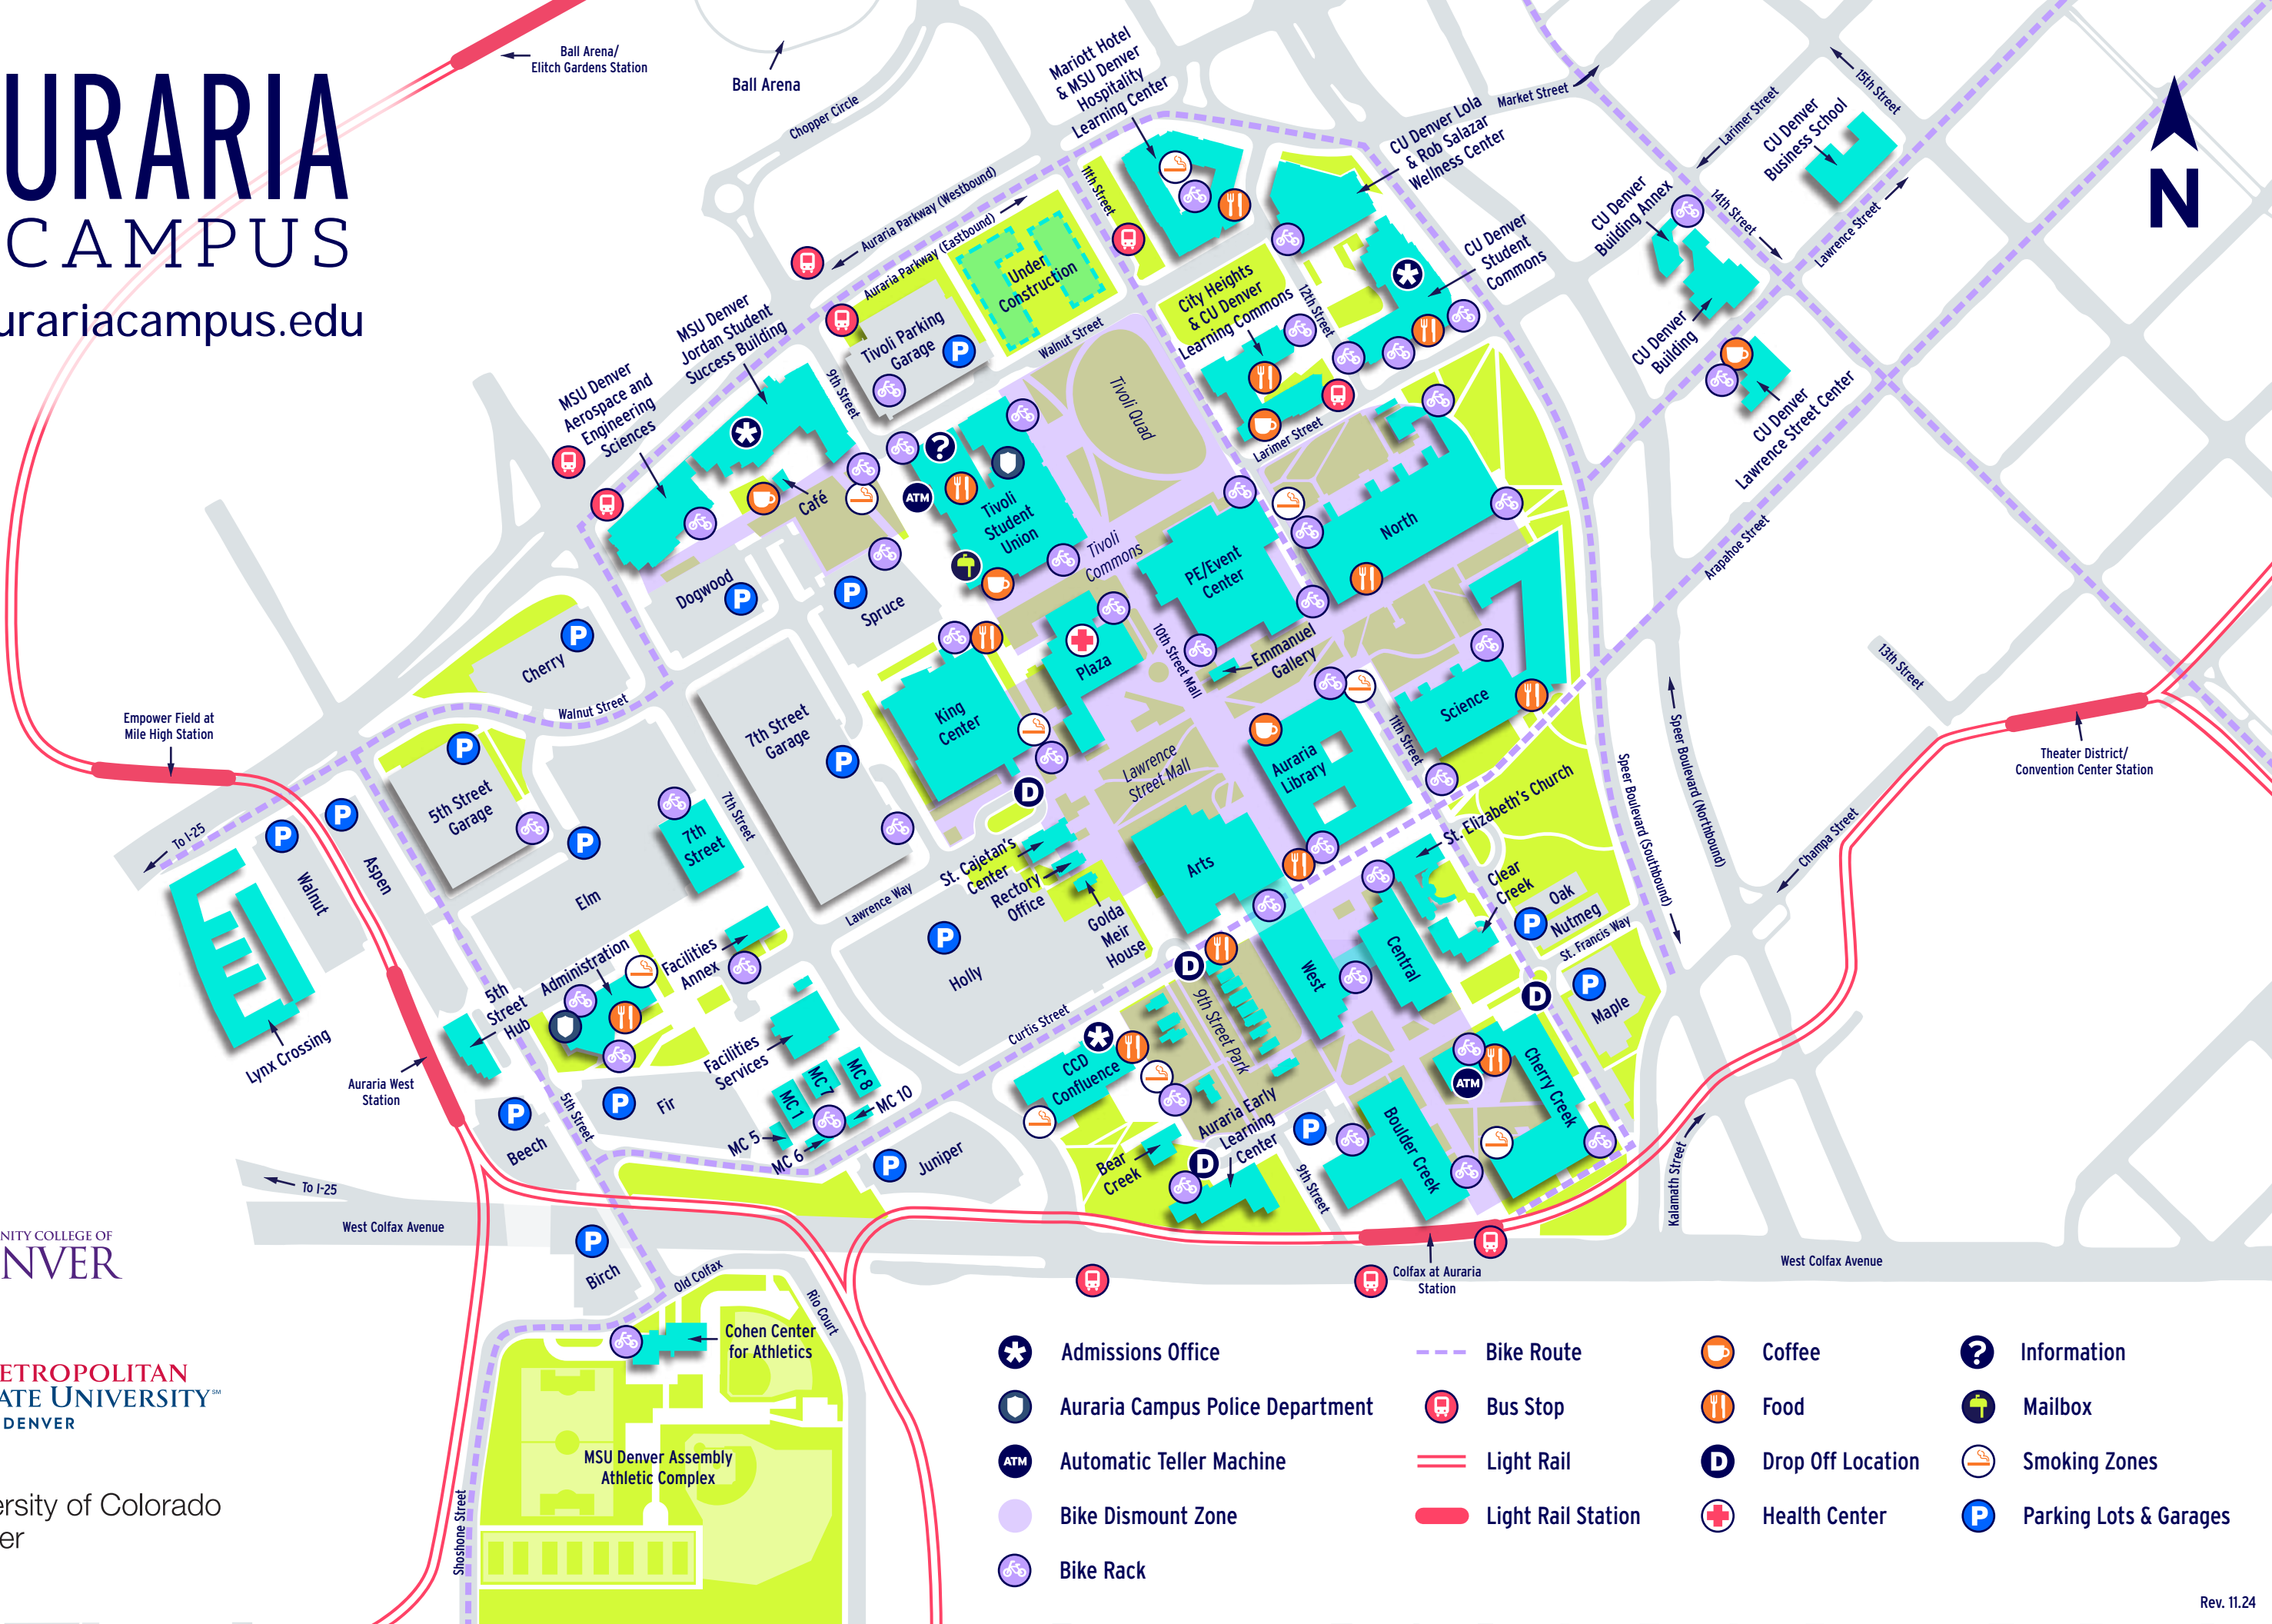 URARIA
CAMPUS
urariacampus.edu
Ball Arena/
Elitch Gardens Station
Ball Arena
Chopper Circle
Mariott Hotel
& MSU Denver
Hospitality
Learning Center
Market Street
CU Denver Lola
& Rob Salazar
Wellness Center
15th Street
Larimer Street
CU Denver
Business School
CU Denver
Building Annex
14th Street
Lawrence Street
N
11th Street
Auraria Parkway (Westbound)
Auraria Parkway (Eastbound)
Under
Construction
City Heights
& CU Denver
Learning Commons
12th Street
CU Denver
Student
Commons
CU Denver
Building
CU Denver
Lawrence Street Center
MSU Denver
Jordan Student
Success Building
MSU Denver
Aerospace and
Engineering
Sciences
Tivoli Parking
Garage
P
Walnut Street
9th Street
Tivoli Quad
Larimer Street
Café
?
ATM
Tivoli
Student
Union
Tivoli
Commons
PE/Event
Center
North
Arapahoe Street
Dogwood
P
P
Spruce
Cherry
P
Walnut Street
Plaza
10th Street Mall
Emmanuel
Gallery
Science
13th Street
Empower Field at
Mile High Station
7th Street
Garage
P
King
Center
Lawrence
Street Mall
Auraria
Library
11th Street
Speer Boulevard (Northbound)
Speer Boulevard (Southbound)
Theater District/
Convention Center Station
To I-25
P
5th Street
Garage
P
P
Walnut
Aspen
P
Elm
7th
Street
7th Street
D
Lawrence Way
St. Cajetan's
Center
Rectory
Office
Golda
Meir
House
Arts
St. Elizabeth's Church
Clear
Creek
Champa Street
Oak
P
Nutmeg
St. Francis Way
P
Holly
D
West
Central
D
P
Maple
Lynx Crossing
5th
Street
Hub
Administration
Facilities
Annex
Facilities
Services
Curtis Street
9th Street Park
CCD
Confluence
ATM
Cherry Creek
Auraria West
Station
5th Street
P
Fir
MC 1
MC 7
MC 8
MC 10
MC 5
MC 6
P
Beech
P
Juniper
Bear
Creek
D
Auraria Early
Learning
Center
P
9th Street
Boulder Creek
Kalamath Street
To I-25
West Colfax Avenue
P
Birch
Old Colfax
Rio Court
Colfax at Auraria
Station
West Colfax Avenue
NITY COLLEGE OF
NVER
ETROPOLITAN
ATE UNIVERSITY℠
DENVER
ersity of Colorado
er
Cohen Center
for Athletics
MSU Denver Assembly
Athletic Complex
Shoshone Street
Admissions Office
Auraria Campus Police Department
ATM Automatic Teller Machine
Bike Dismount Zone
Bike Rack
Bike Route
Bus Stop
Light Rail
Light Rail Station
Coffee
Food
D Drop Off Location
Health Center
? Information
Mailbox
Smoking Zones
P Parking Lots & Garages
Rev. 11.24